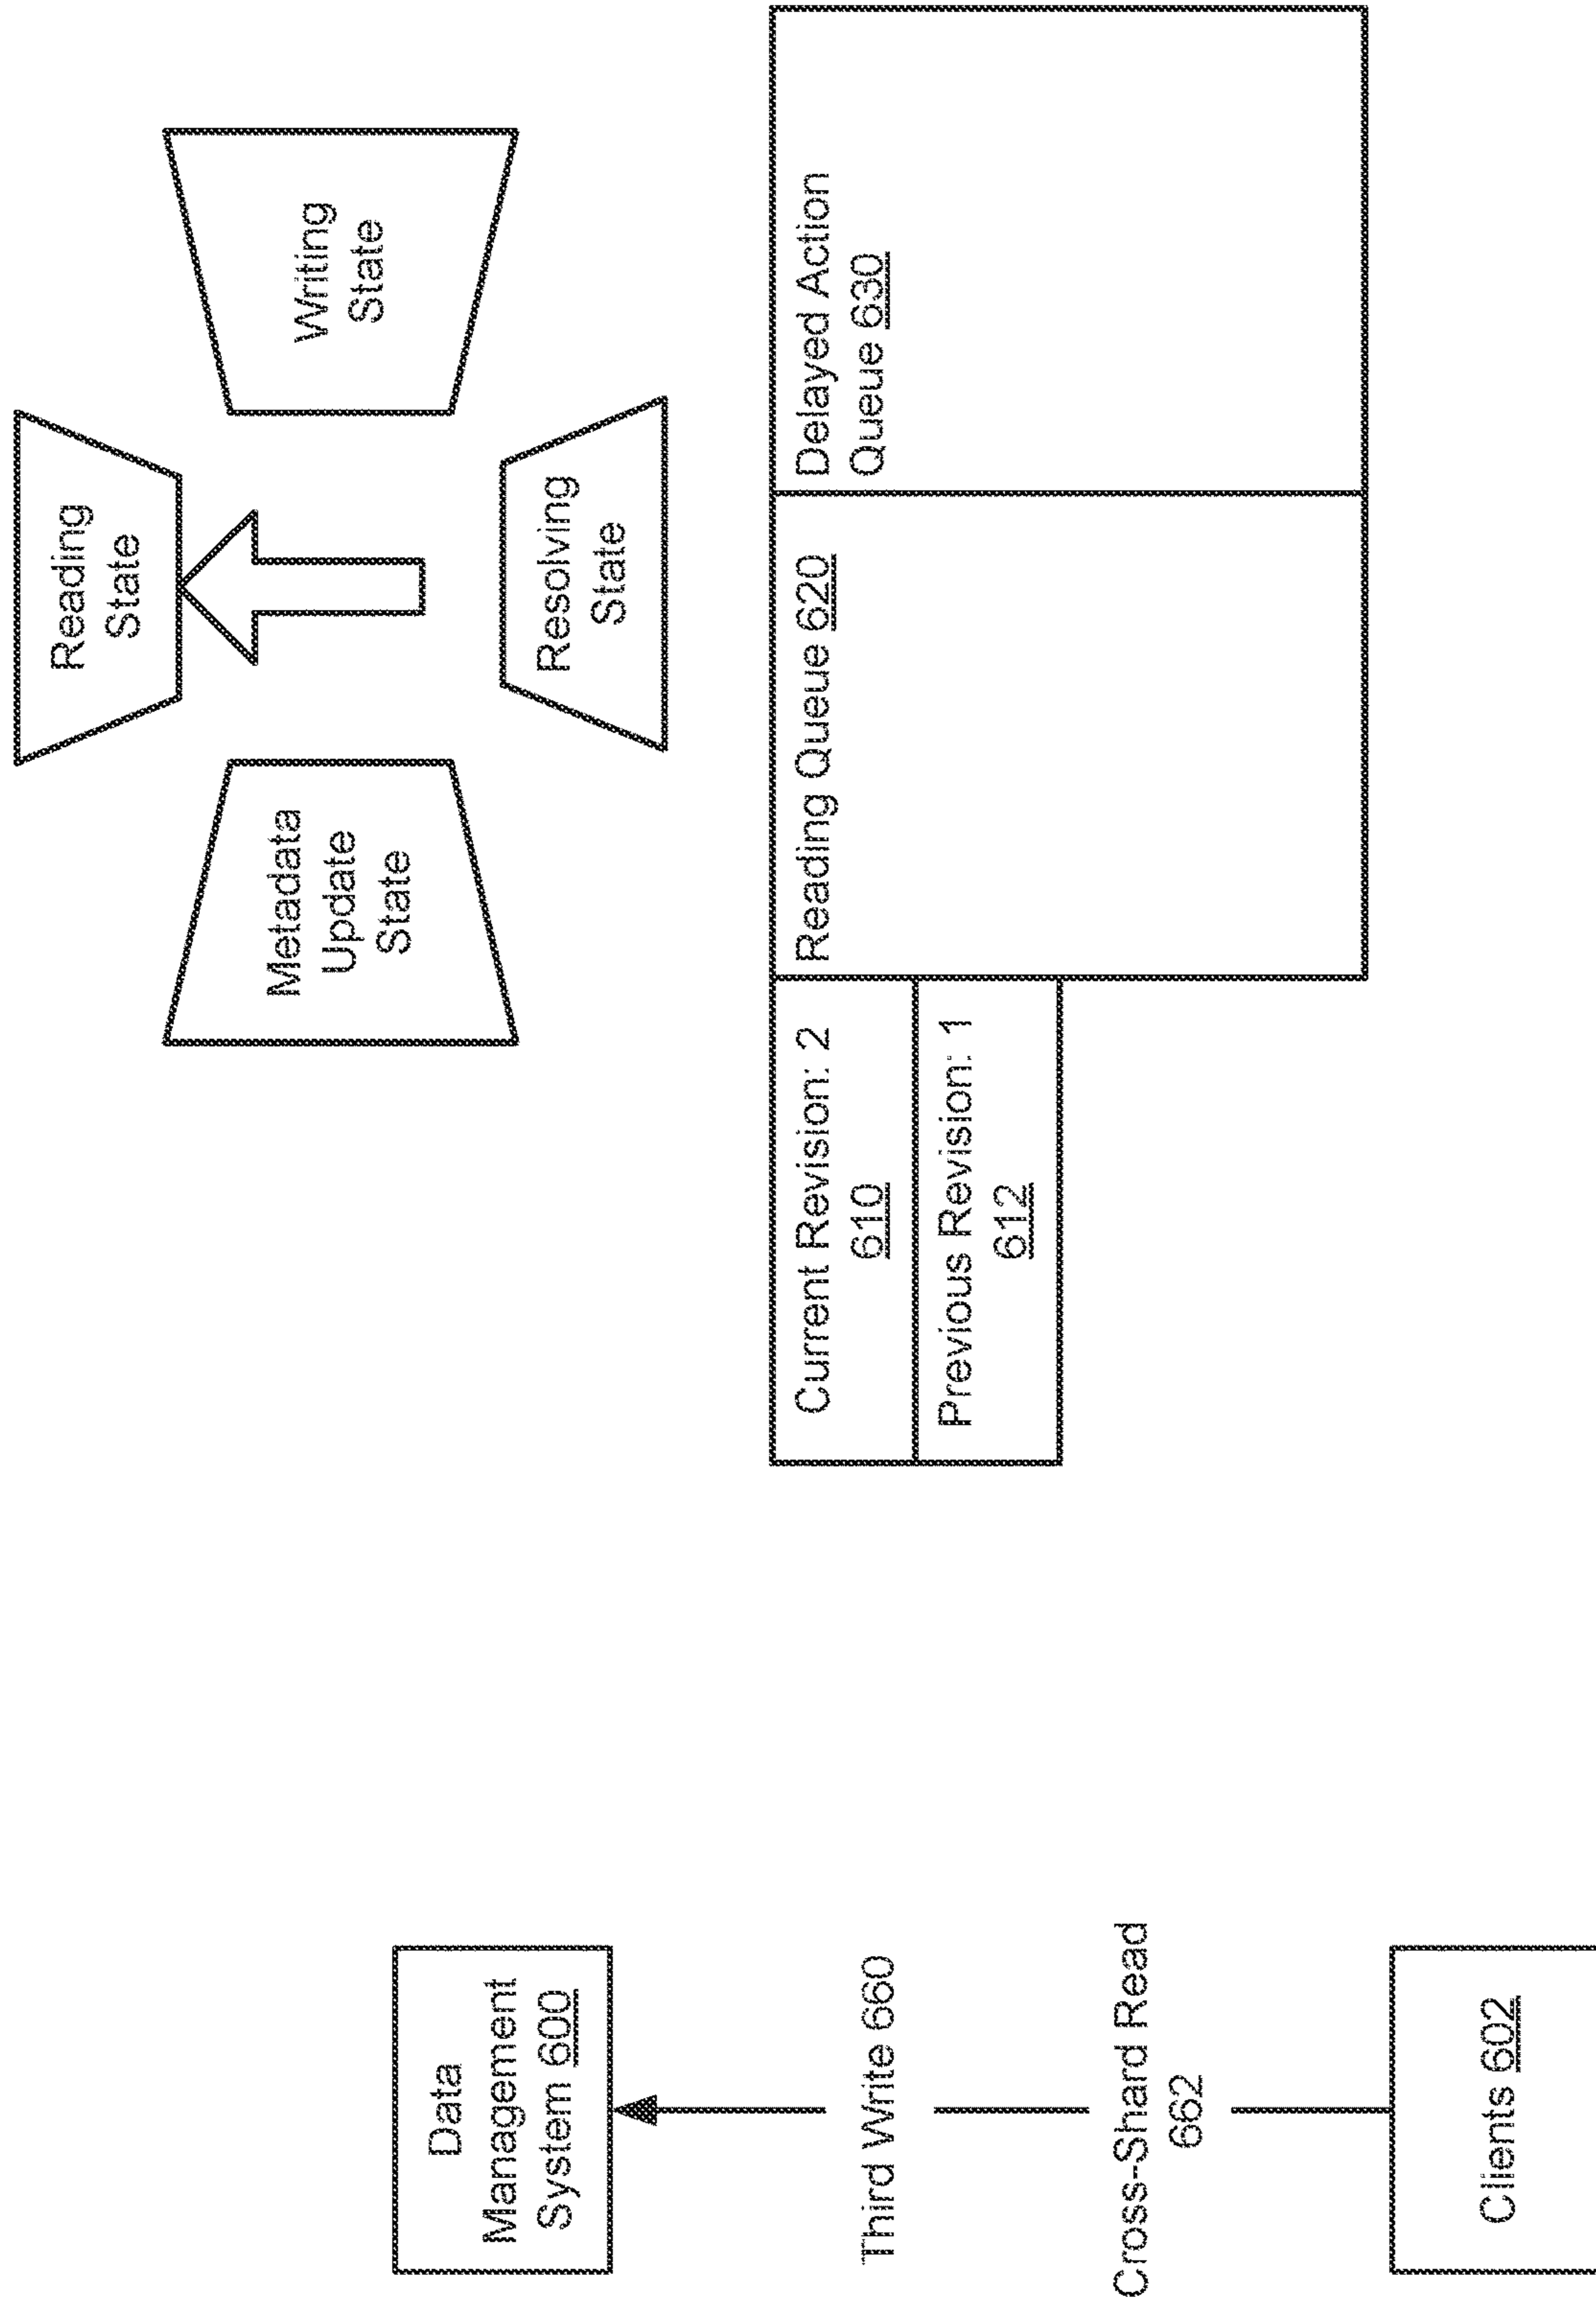 Data
Management
System 600
Third Write 660
Cross-Shard Read
662
Clients 602
Metadata
Update
State
Reading
State
Resolving
State
Writing
State
Current Revision: 2
610
Previous Revision: 1
612
Reading Queue 620
Delayed Action
Queue 630